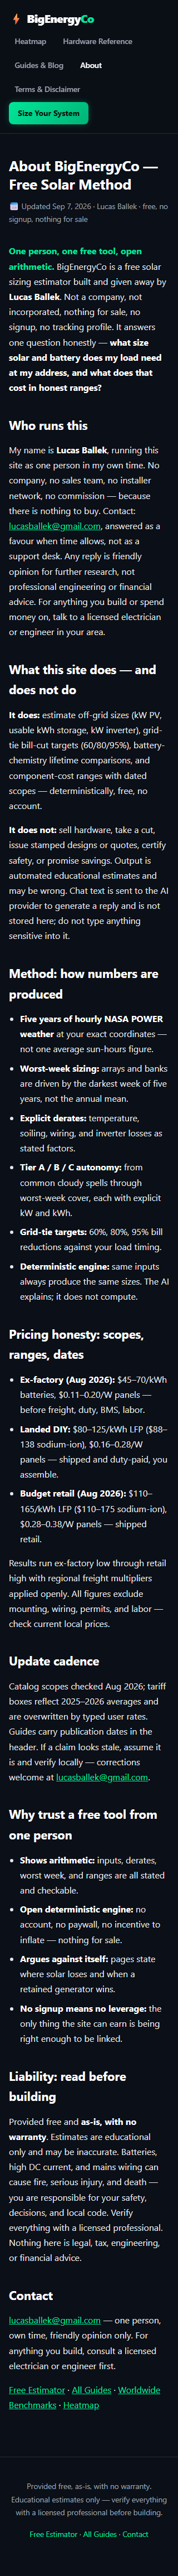 BigEnergyCo
Heatmap Hardware Reference
Guides & Blog About
Terms & Disclaimer
Size Your System
About BigEnergyCo —
Free Solar Method
Updated Sep 7, 2026 · Lucas Ballek · free, no
signup, nothing for sale
One person, one free tool, open
arithmetic. BigEnergyCo is a free solar
sizing estimator built and given away by
Lucas Ballek. Not a company, not
incorporated, nothing for sale, no
signup, no tracking profile. It answers
one question honestly — what size
solar and battery does my load need
at my address, and what does that
cost in honest ranges?
Who runs this
My name is Lucas Ballek, running this
site as one person in my own time. No
company, no sales team, no installer
network, no commission — because
there is nothing to buy. Contact:
lucasballek@gmail.com, answered as a
favour when time allows, not as a
support desk. Any reply is friendly
opinion for further research, not
professional engineering or financial
advice. For anything you build or spend
money on, talk to a licensed electrician
or engineer in your area.
What this site does — and
does not do
It does: estimate off-grid sizes (kW PV,
usable kWh storage, kW inverter), grid-
tie bill-cut targets (60/80/95%), battery-
chemistry lifetime comparisons, and
component-cost ranges with dated
scopes — deterministically, free, no
account.
It does not: sell hardware, take a cut,
issue stamped designs or quotes, certify
safety, or promise savings. Output is
automated educational estimates and
may be wrong. Chat text is sent to the AI
provider to generate a reply and is not
stored here; do not type anything
sensitive into it.
Method: how numbers are
produced
• Five years of hourly NASA POWER
weather at your exact coordinates —
not one average sun-hours figure.
• Worst-week sizing: arrays and banks
are driven by the darkest week of five
years, not the annual mean.
• Explicit derates: temperature,
soiling, wiring, and inverter losses as
stated factors.
• Tier A / B / C autonomy: from
common cloudy spells through
worst-week cover, each with explicit
kW and kWh.
• Grid-tie targets: 60%, 80%, 95% bill
reductions against your load timing.
• Deterministic engine: same inputs
always produce the same sizes. The AI
explains; it does not compute.
Pricing honesty: scopes,
ranges, dates
• Ex-factory (Aug 2026): $45–70/kWh
batteries, $0.11–0.20/W panels —
before freight, duty, BMS, labor.
• Landed DIY: $80–125/kWh LFP ($88–
138 sodium-ion), $0.16–0.28/W
panels — shipped and duty-paid, you
assemble.
• Budget retail (Aug 2026): $110–
165/kWh LFP ($110–175 sodium-ion),
$0.28–0.38/W panels — shipped
retail.
Results run ex-factory low through retail
high with regional freight multipliers
applied openly. All figures exclude
mounting, wiring, permits, and labor —
check current local prices.
Update cadence
Catalog scopes checked Aug 2026; tariff
boxes reflect 2025–2026 averages and
are overwritten by typed user rates.
Guides carry publication dates in the
header. If a claim looks stale, assume it
is and verify locally — corrections
welcome at lucasballek@gmail.com.
Why trust a free tool from
one person
• Shows arithmetic: inputs, derates,
worst week, and ranges are all stated
and checkable.
• Open deterministic engine: no
account, no paywall, no incentive to
inflate — nothing for sale.
• Argues against itself: pages state
where solar loses and when a
retained generator wins.
• No signup means no leverage: the
only thing the site can earn is being
right enough to be linked.
Liability: read before
building
Provided free and as-is, with no
warranty. Estimates are educational
only and may be inaccurate. Batteries,
high DC current, and mains wiring can
cause fire, serious injury, and death —
you are responsible for your safety,
decisions, and local code. Verify
everything with a licensed professional.
Nothing here is legal, tax, engineering,
or financial advice.
Contact
lucasballek@gmail.com — one person,
own time, friendly opinion only. For
anything you build, consult a licensed
electrician or engineer first.
Free Estimator · All Guides · Worldwide
Benchmarks · Heatmap
Provided free, as-is, with no warranty.
Educational estimates only — verify everything
with a licensed professional before building.
Free Estimator · All Guides · Contact